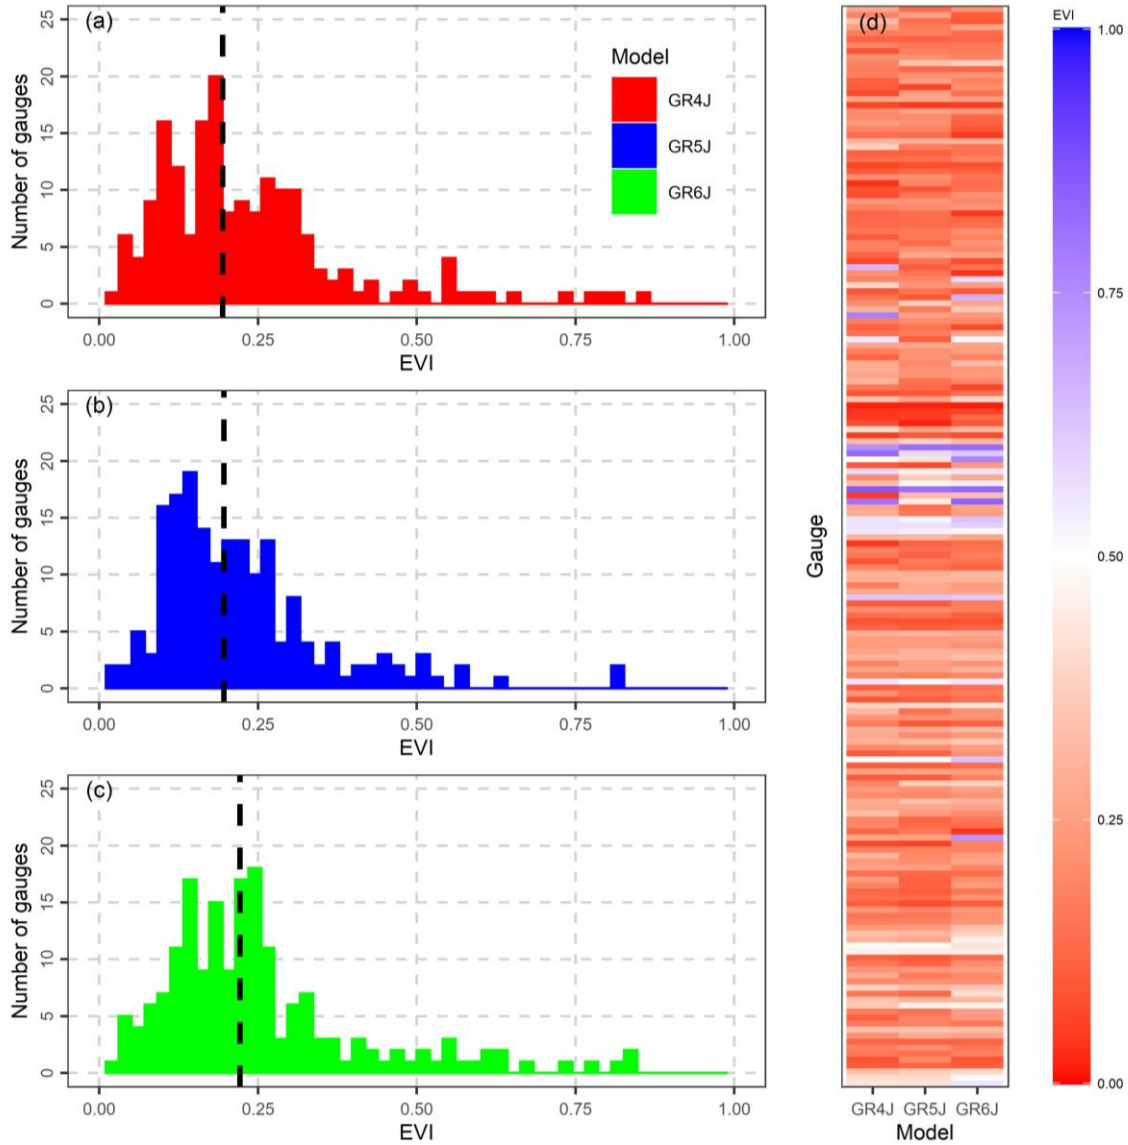 (a)
Number of gauges
25
20
15
10
5
0
0.00 0.25 0.50 0.75 1.00
EVI
Model
GR4J
GR5J
GR6J
(b)
Number of gauges
25
20
15
10
5
0
0.00 0.25 0.50 0.75 1.00
EVI
(c)
Number of gauges
25
20
15
10
5
0
0.00 0.25 0.50 0.75 1.00
EVI
(d)
Gauge
GR4J GR5J GR6J
Model
EVI
1.00
0.75
0.50
0.25
0.00